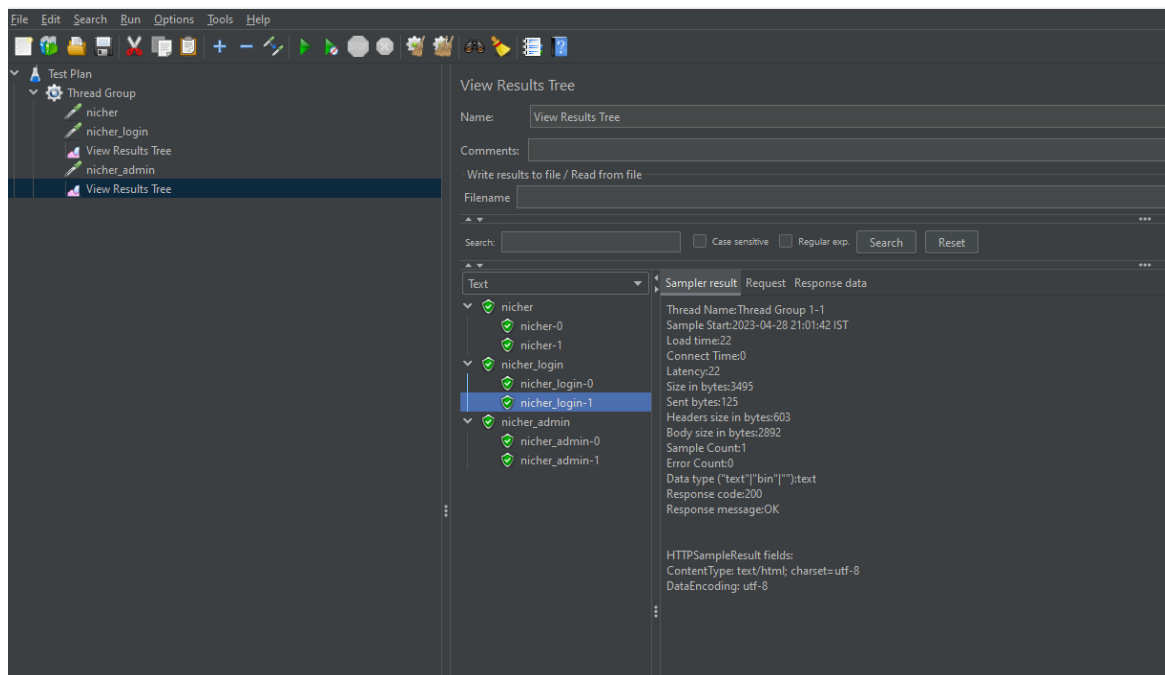 File Edit Search Run Options Tools Help
Test Plan
Thread Group
nicher
nicher_login
View Results Tree
nicher_admin
View Results Tree
View Results Tree
Name: View Results Tree
Comments:
Write results to file / Read from file
Filename
Search: Case sensitive Regular exp. Search Reset
Text
nicher
nicher-0
nicher-1
nicher_login
nicher_login-0
nicher_login-1
nicher_admin
nicher_admin-0
nicher_admin-1
Sampler result Request Response data
Thread Name:Thread Group 1-1
Sample Start:2023-04-28 21:01:42 IST
Load time:22
Connect Time:0
Latency:22
Size in bytes:3495
Sent bytes:125
Headers size in bytes:603
Body size in bytes:2892
Sample Count:1
Error Count:0
Data type ("text"|"bin"|""):text
Response code:200
Response message:OK
HTTPSampleResult fields:
ContentType: text/html; charset=utf-8
DataEncoding: utf-8